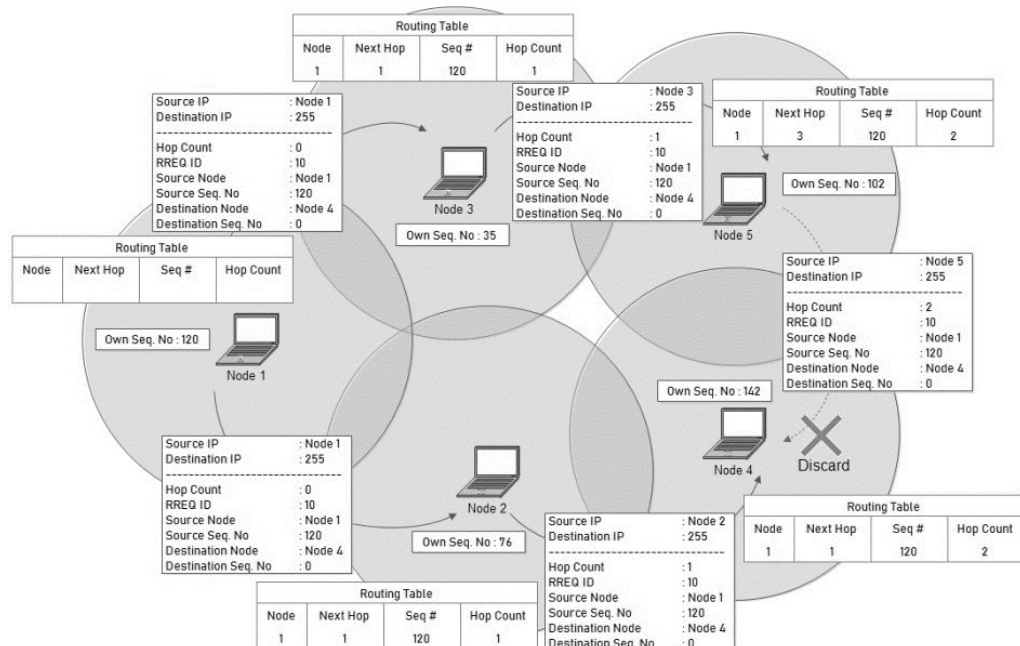 Routing Table
Node Next Hop Seq # Hop Count
1 1 120 1
Source IP : Node 1
Destination IP : 255
Hop Count : 0
RREQ ID : 10
Source Node : Node 1
Source Seq. No : 120
Destination Node : Node 4
Destination Seq. No : 0
Node 3
Own Seq. No : 35
Source IP : Node 3
Destination IP : 255
Hop Count : 1
RREQ ID : 10
Source Node : Node 1
Source Seq. No : 120
Destination Node : Node 4
Destination Seq. No : 0
Routing Table
Node Next Hop Seq # Hop Count
1 3 120 2
Own Seq. No : 102
Node 5
Routing Table
Node Next Hop Seq # Hop Count
Own Seq. No : 120
Node 1
Source IP : Node 5
Destination IP : 255
Hop Count : 2
RREQ ID : 10
Source Node : Node 1
Source Seq. No : 120
Destination Node : Node 4
Destination Seq. No : 0
Own Seq. No : 142
Node 4
Discard
Source IP : Node 1
Destination IP : 255
Hop Count : 0
RREQ ID : 10
Source Node : Node 1
Source Seq. No : 120
Destination Node : Node 4
Destination Seq. No : 0
Node 2
Own Seq. No : 76
Source IP : Node 2
Destination IP : 255
Hop Count : 1
RREQ ID : 10
Source Node : Node 1
Source Seq. No : 120
Destination Node : Node 4
Destination Seq. No : 0
Routing Table
Node Next Hop Seq # Hop Count
1 1 120 2
Routing Table
Node Next Hop Seq # Hop Count
1 1 120 1